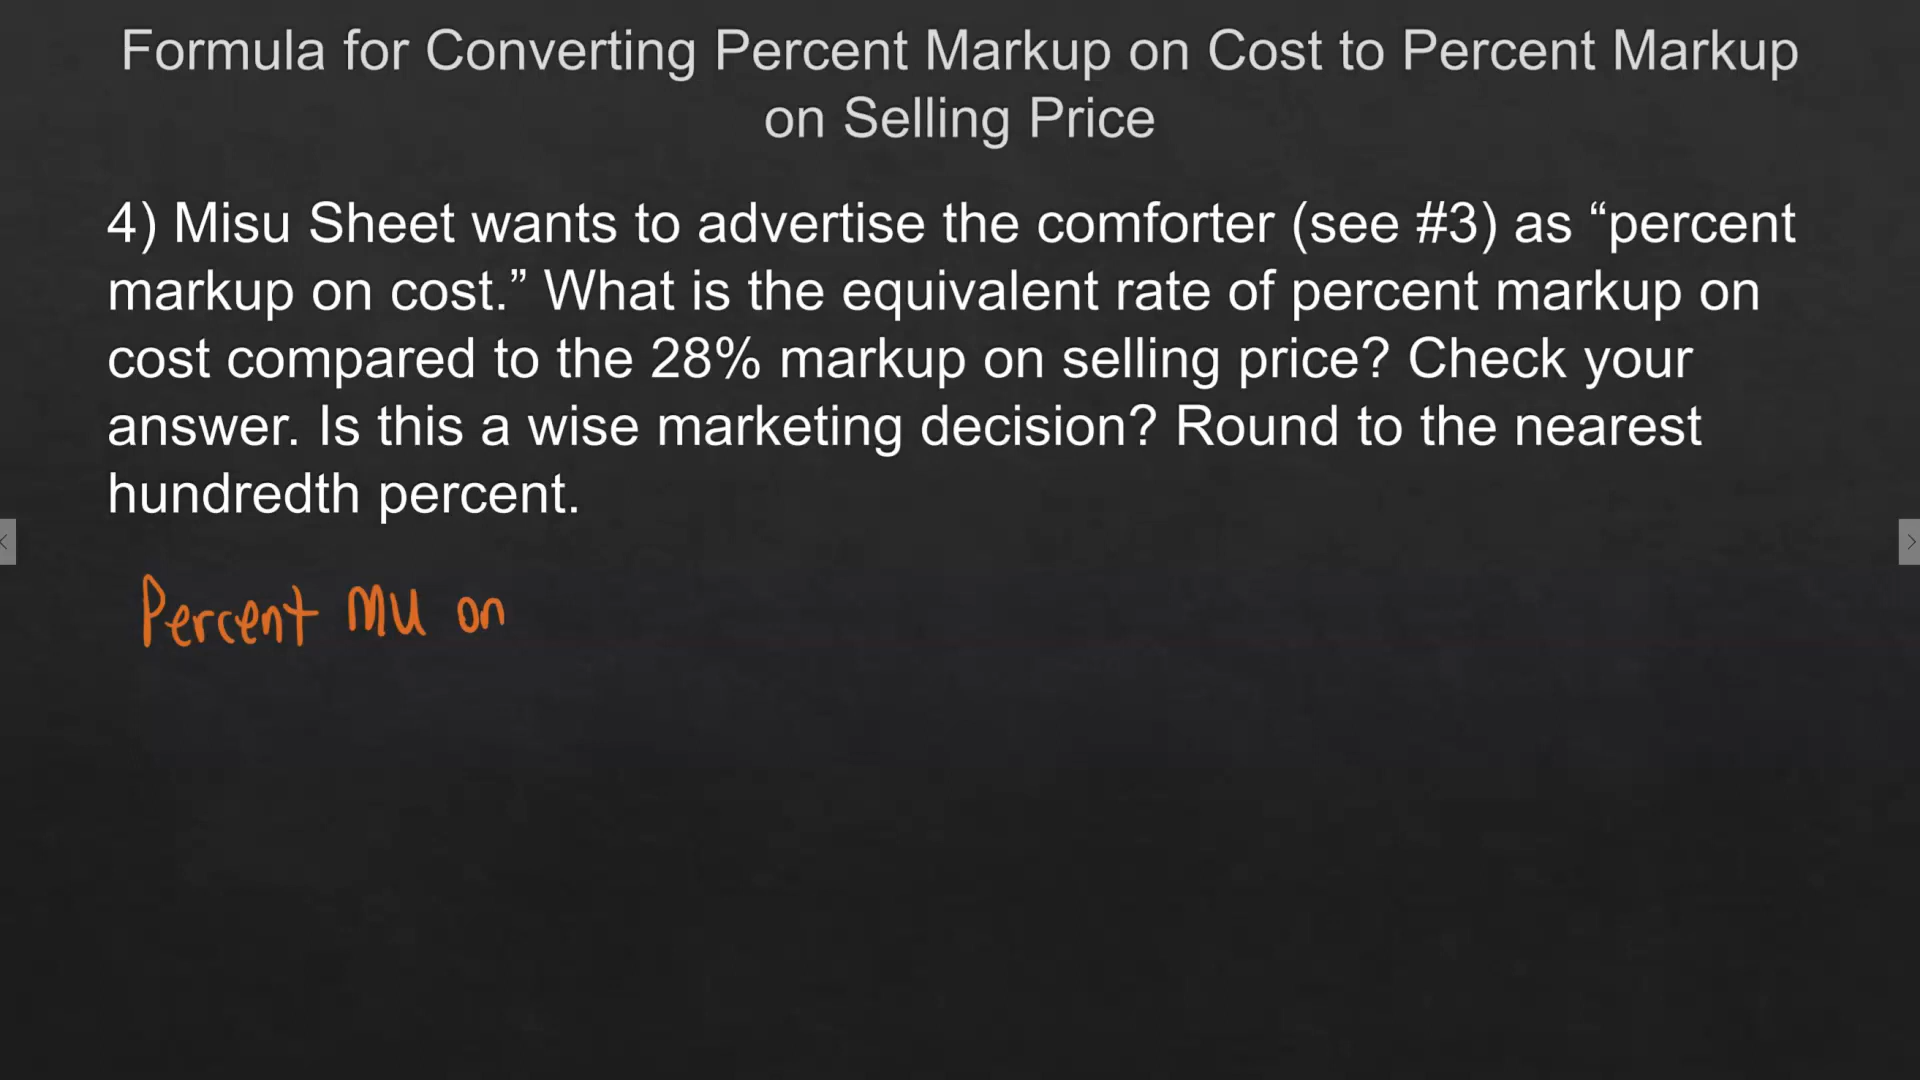 Formula for Converting Percent Markup on Cost to Percent Markup
on Selling Price
4) Misu Sheet wants to advertise the comforter (see #3) as “percent
markup on cost.” What is the equivalent rate of percent markup on
cost compared to the 28% markup on selling price? Check your
answer. Is this a wise marketing decision? Round to the nearest
hundredth percent.
Percent MU on